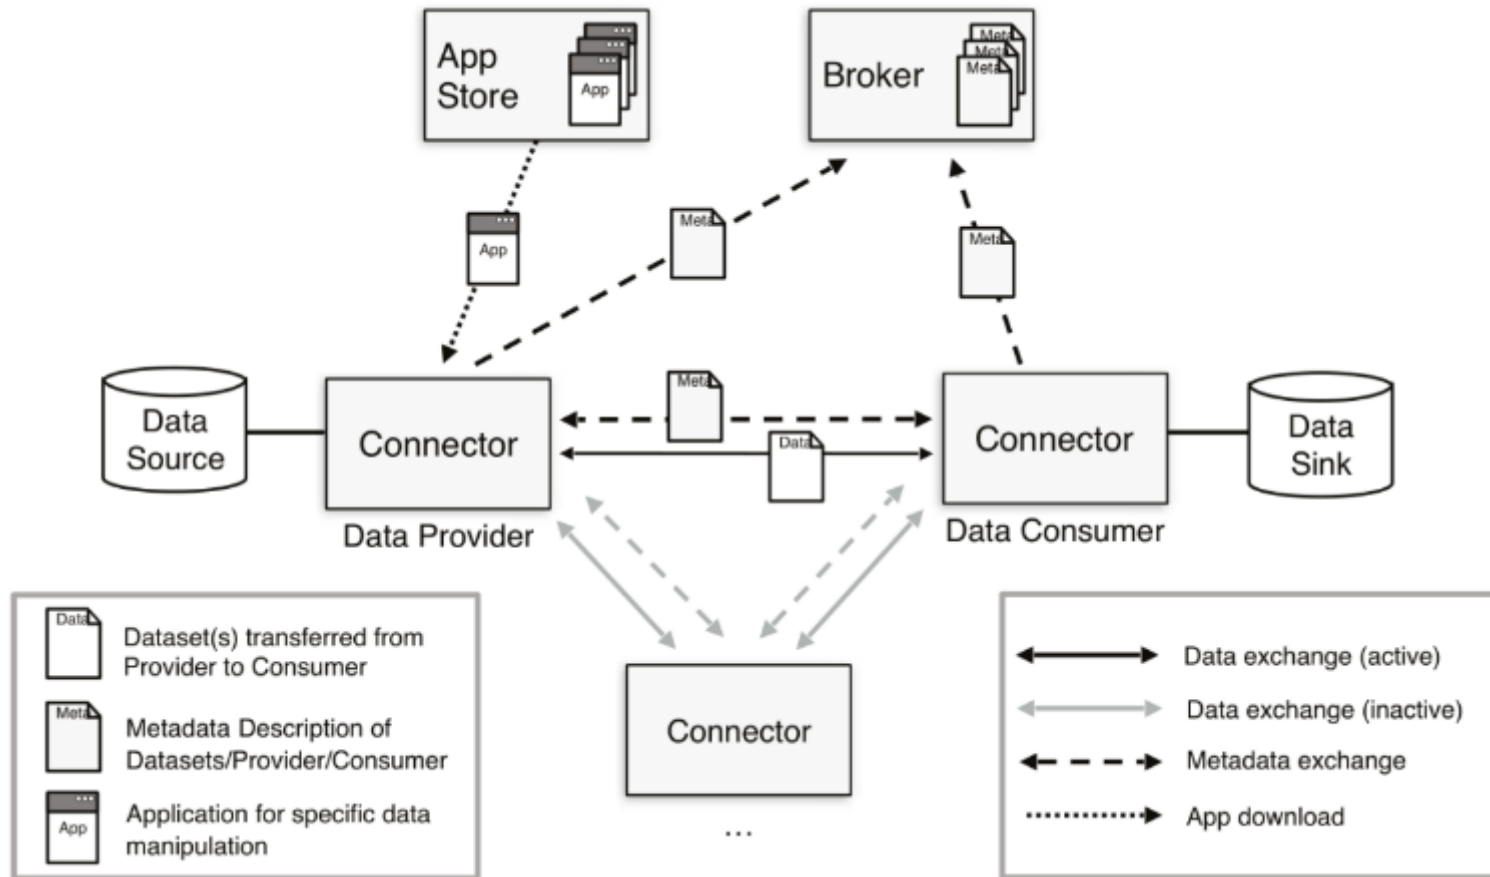 App
Store
App
Broker
Meta
Meta
Meta
App
Meta
Meta
Data
Source
Connector
Data Provider
Meta
Data
Connector
Data Consumer
Data
Sink
Connector
...
Data
Dataset(s) transferred from
Provider to Consumer
Meta
Metadata Description of
Datasets/Provider/Consumer
App
Application for specific data
manipulation
Data exchange (active)
Data exchange (inactive)
Metadata exchange
App download